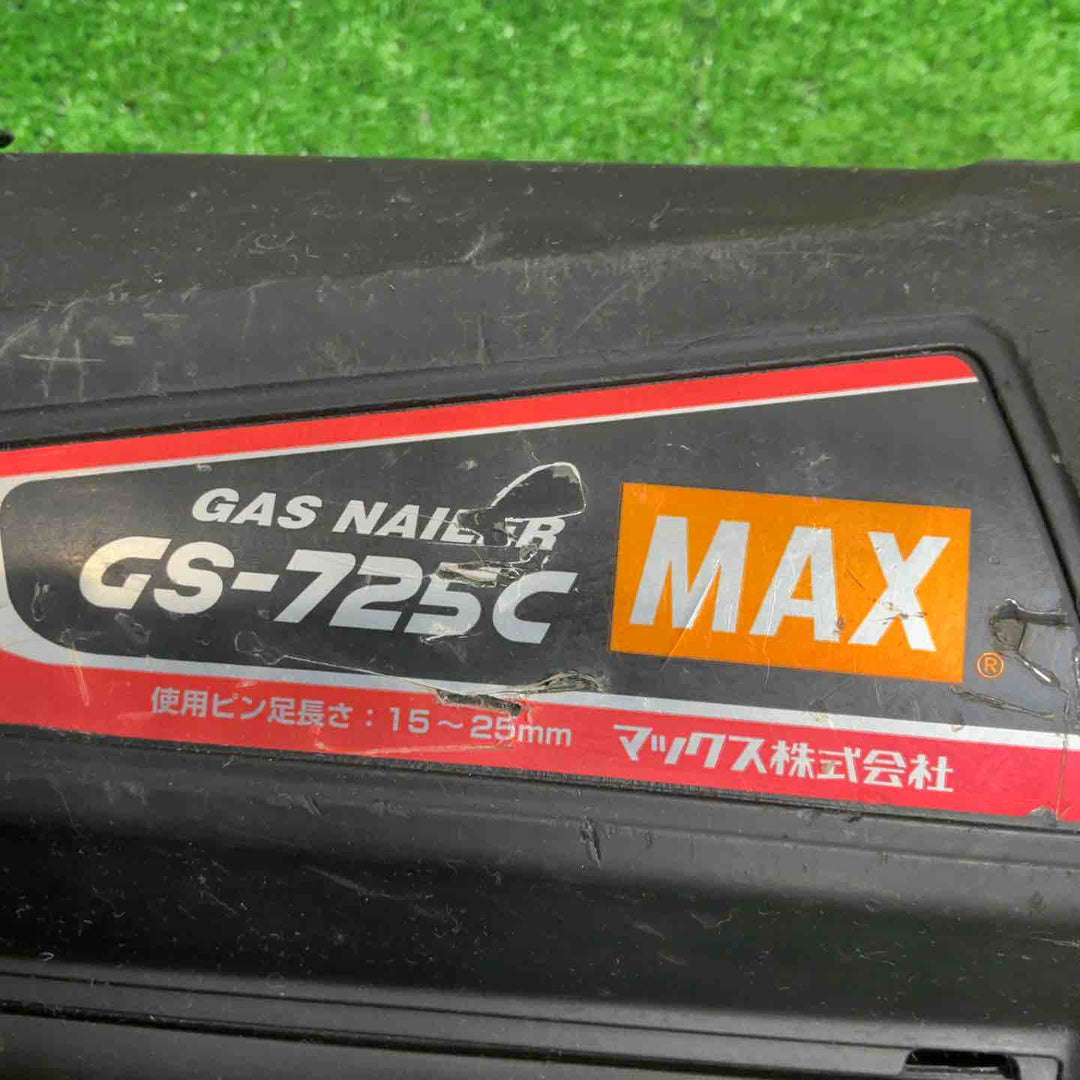 GAS NAILER
GS-725C
MAX
®
使用ピン足長さ：15～25mm
マックス株式会社